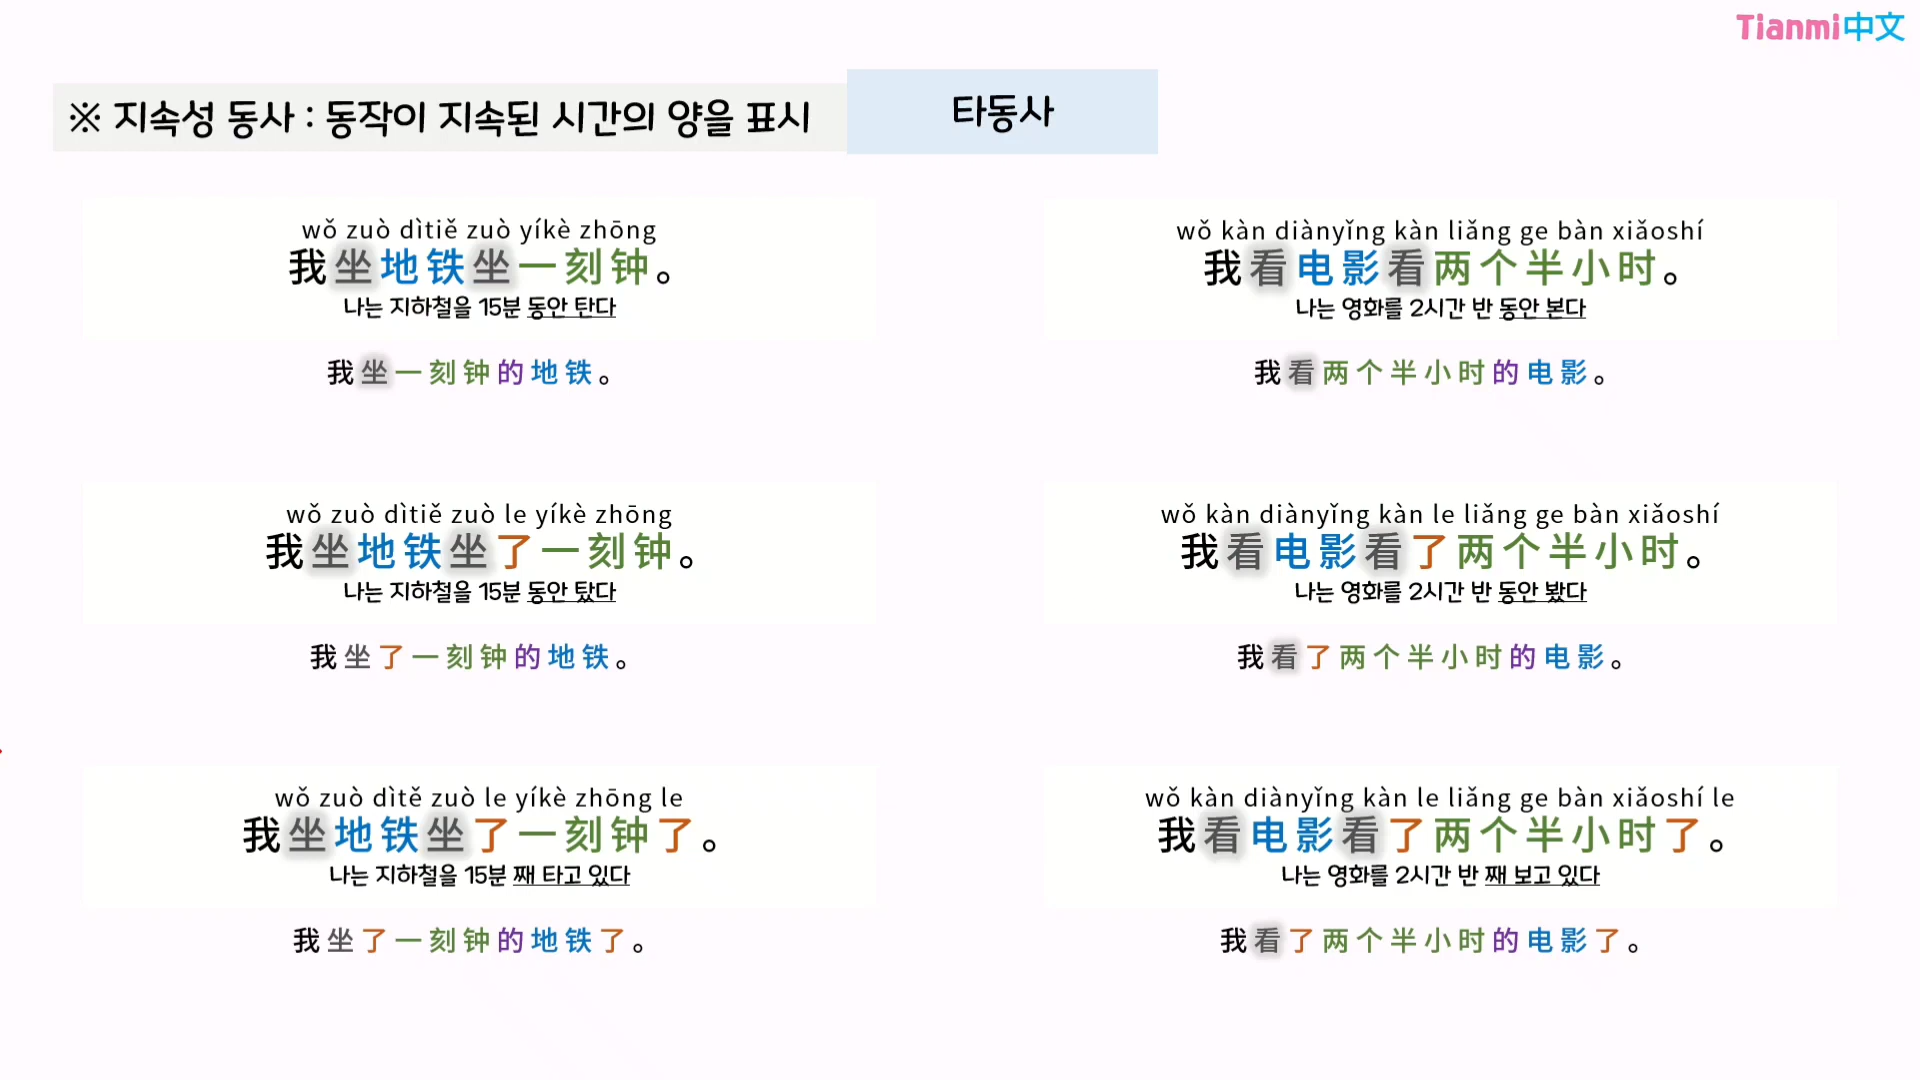 Tianmi中文
※ 지속성 동사 : 동작이 지속된 시간의 양을 표시
타동사
wǒ zuò dìtiě zuò yíkè zhōng
我坐地铁坐一刻钟。
나는 지하철을 15분 동안 탄다
我坐一刻钟的地铁。
wǒ kàn diànyǐng kàn liǎng ge bàn xiǎoshí
我看电影看两个半小时。
나는 영화를 2시간 반 동안 본다
我看两个半小时的电影。
wǒ zuò dìtiě zuò le yíkè zhōng
我坐地铁坐了一刻钟。
나는 지하철을 15분 동안 탔다
我坐了一刻钟的地铁。
wǒ kàn diànyǐng kàn le liǎng ge bàn xiǎoshí
我看电影看了两个半小时。
나는 영화를 2시간 반 동안 봤다
我看了两个半小时的电影。
wǒ zuò dìtě zuò le yíkè zhōng le
我坐地铁坐了一刻钟了。
나는 지하철을 15분 째 타고 있다
我坐了一刻钟的地铁了。
wǒ kàn diànyǐng kàn le liǎng ge bàn xiǎoshí le
我看电影看了两个半小时了。
나는 영화를 2시간 반 째 보고 있다
我看了两个半小时的电影了。